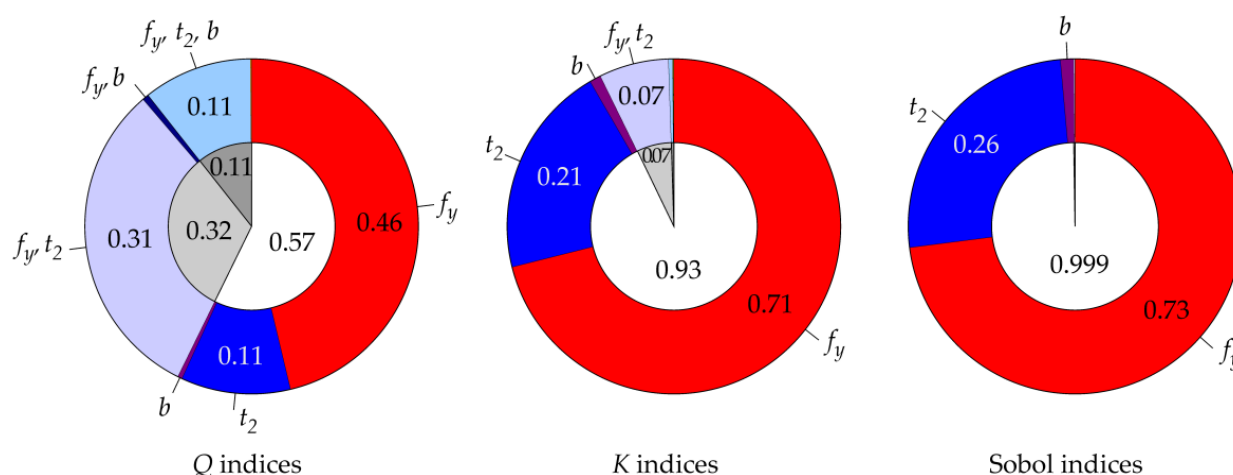 f_y, t_2, b
f_y, b
0.11
0.11
0.46
f_y
0.31
0.32
0.57
f_y, t_2
0.11
b
t_2
Q indices
f_y, t_2
b
0.07
0.07
t_2
0.21
0.93
0.71
f_y
K indices
b
t_2
0.26
0.999
0.73
f_y
Sobol indices